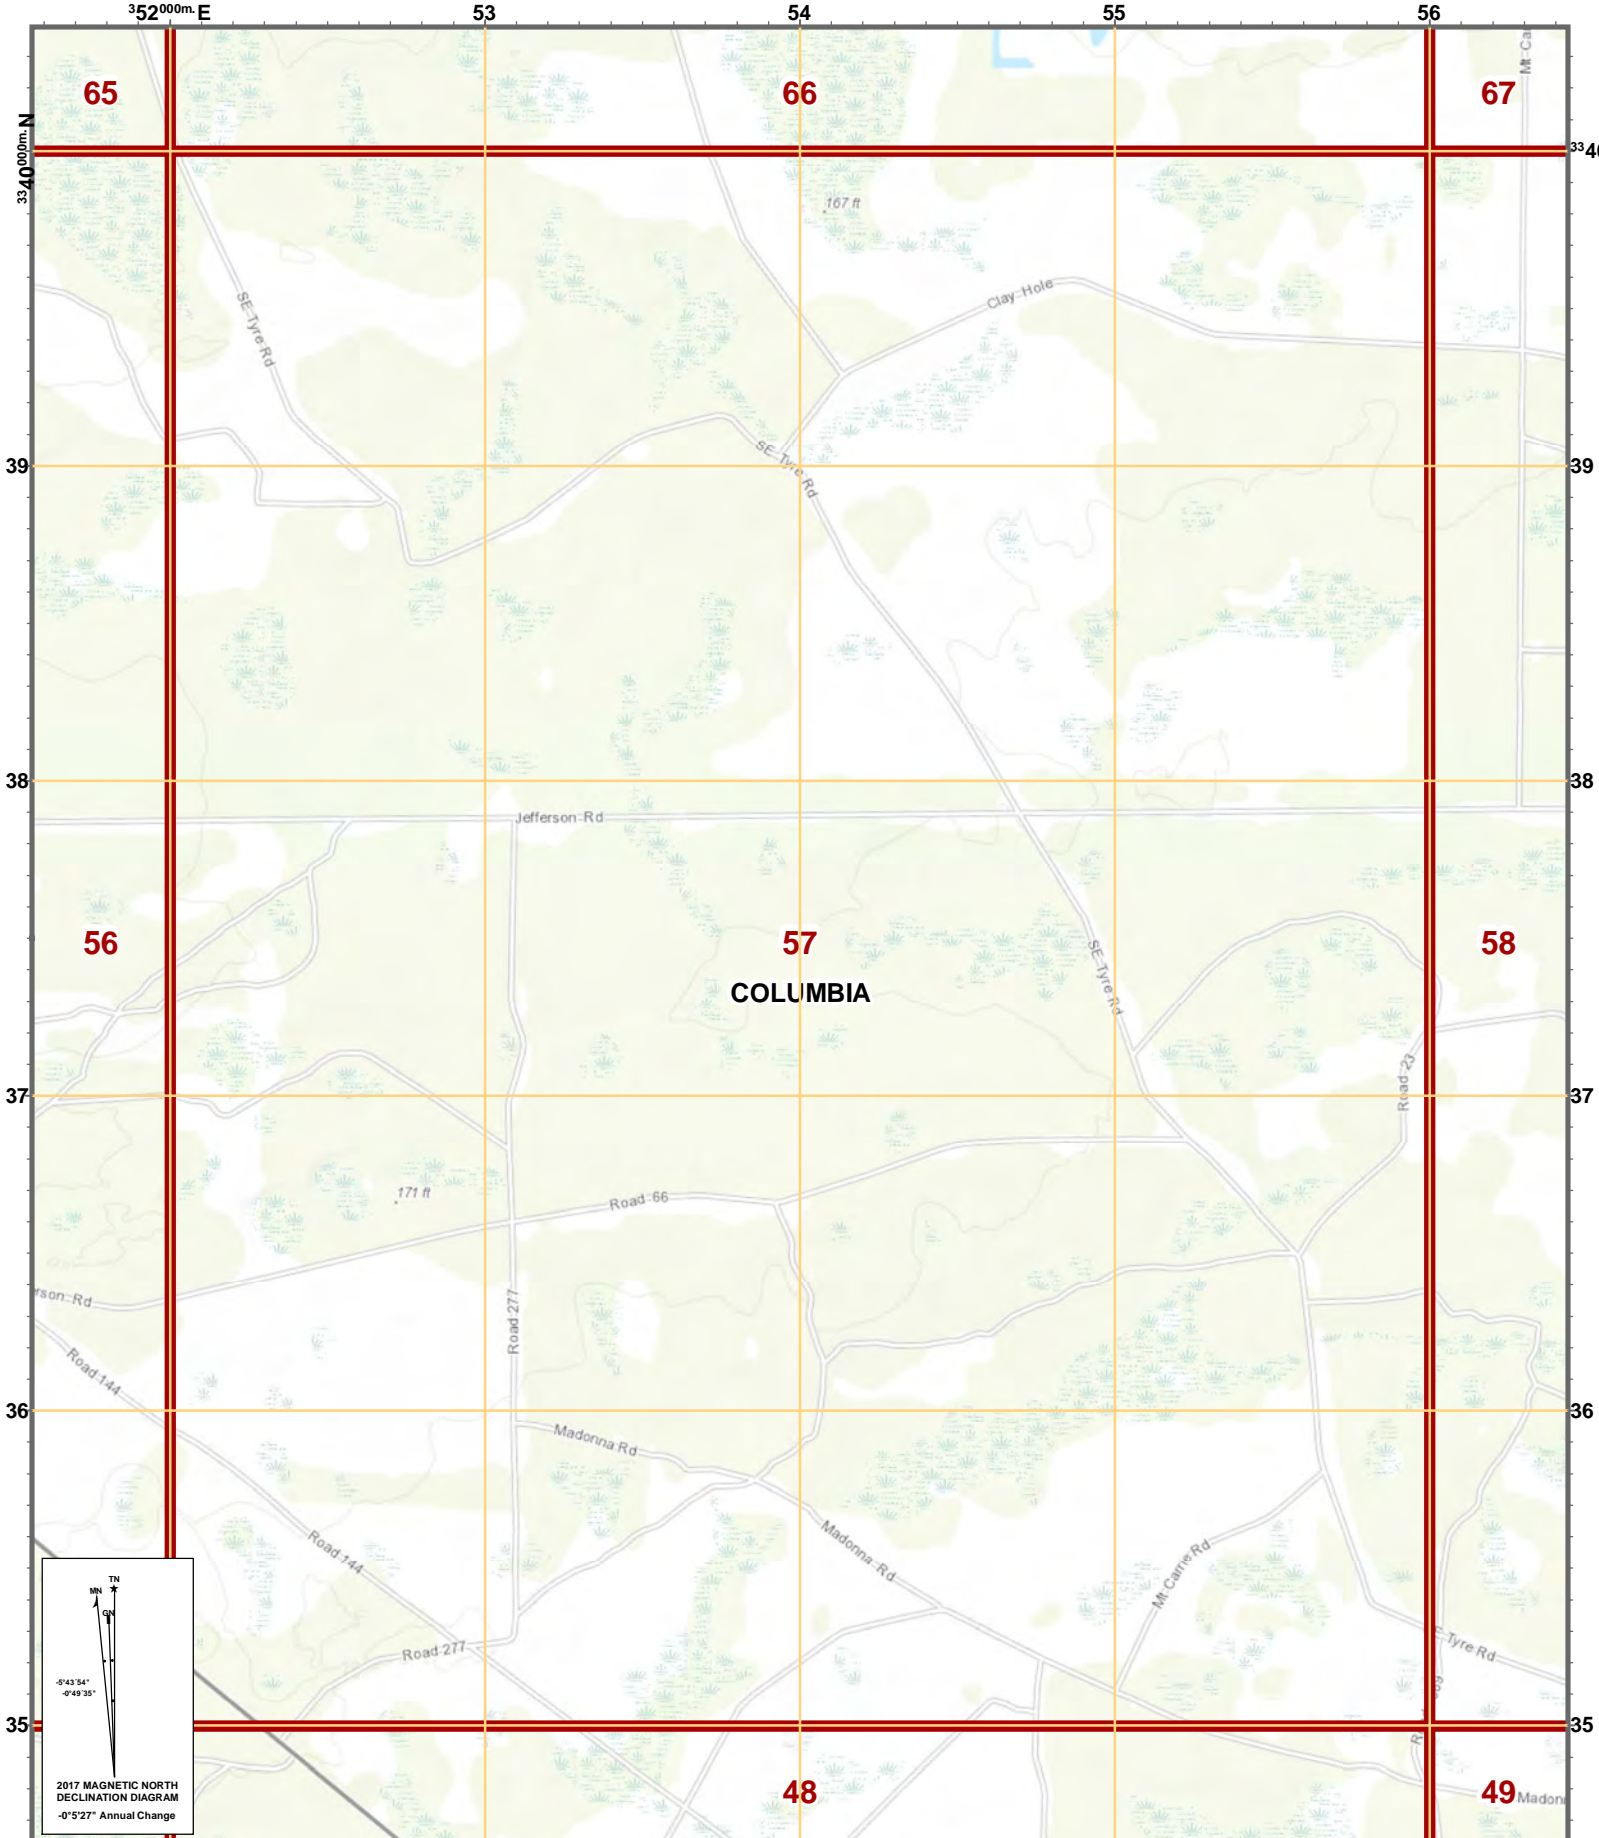 352000m. E
53
54
55
56
65
66
67
Mt Ca
3340000m. N
3340
167 ft
SE Tyre Rd
Clay Hole
39
SE Tyre Rd
39
38
38
Jefferson Rd
56
57
58
COLUMBIA
SE Tyre Rd
Road 23
37
37
171 ft
Road 66
rson Rd
Road 277
Road 144
36
36
Madonna Rd
Road 144
Madonna Rd
Mt Carrie Rd
Road 277
E Tyre Rd
TN
MN
GN
-5°43'54"
-0°49'35"
35
35
2017 MAGNETIC NORTH
DECLINATION DIAGRAM
-0°5'27" Annual Change
48
49
Madon